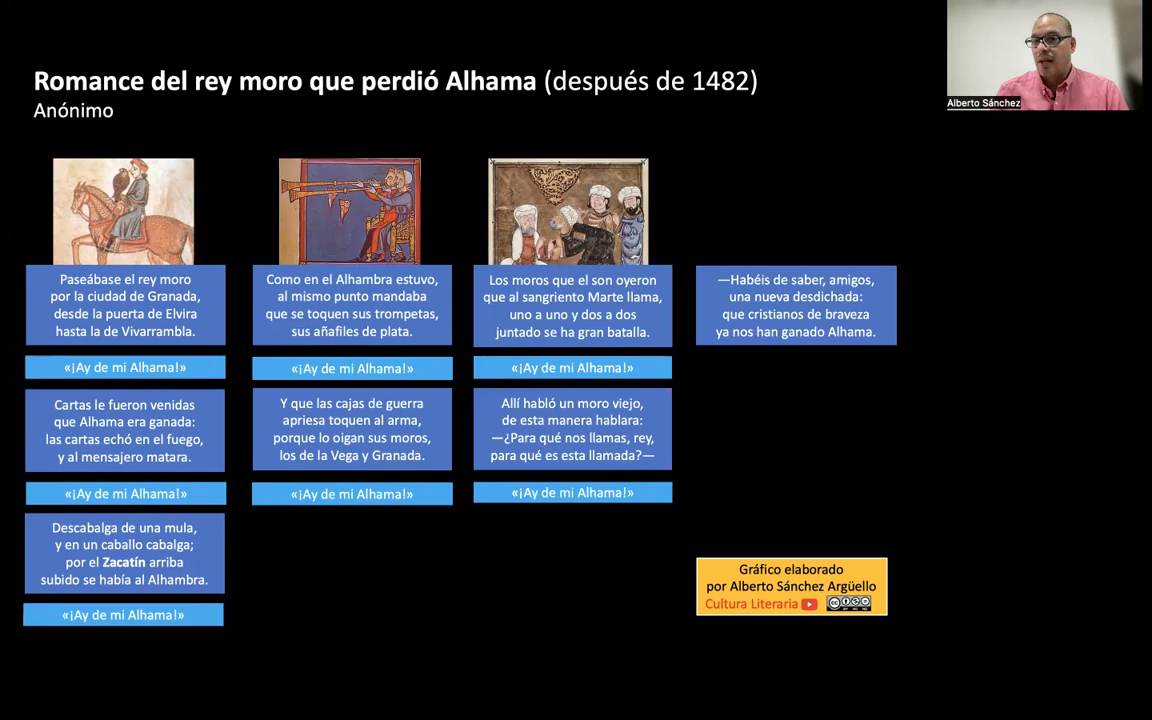 Romance del rey moro que perdió Alhama (después de 1482)
Anónimo
Alberto Sánchez
Paseábase el rey moro
por la ciudad de Granada,
desde la puerta de Elvira
hasta la de Vivarrambla.
«¡Ay de mi Alhama!»
Cartas le fueron venidas
que Alhama era ganada:
las cartas echó en el fuego,
y al mensajero matara.
«¡Ay de mi Alhama!»
Descabalga de una mula,
y en un caballo cabalga;
por el Zacatín arriba
subido se había al Alhambra.
«¡Ay de mi Alhama!»
Como en el Alhambra estuvo,
al mismo punto mandaba
que se toquen sus trompetas,
sus añafiles de plata.
«¡Ay de mi Alhama!»
Y que las cajas de guerra
apriesa toquen al arma,
porque lo oigan sus moros,
los de la Vega y Granada.
«¡Ay de mi Alhama!»
Los moros que el son oyeron
que al sangriento Marte llama,
uno a uno y dos a dos
juntado se ha gran batalla.
«¡Ay de mi Alhama!»
Allí habló un moro viejo,
de esta manera hablara:
—¿Para qué nos llamas, rey,
para qué es esta llamada?—
«¡Ay de mi Alhama!»
—Habéis de saber, amigos,
una nueva desdichada:
que cristianos de braveza
ya nos han ganado Alhama.
Gráfico elaborado
por Alberto Sánchez Argüello
Cultura Literaria